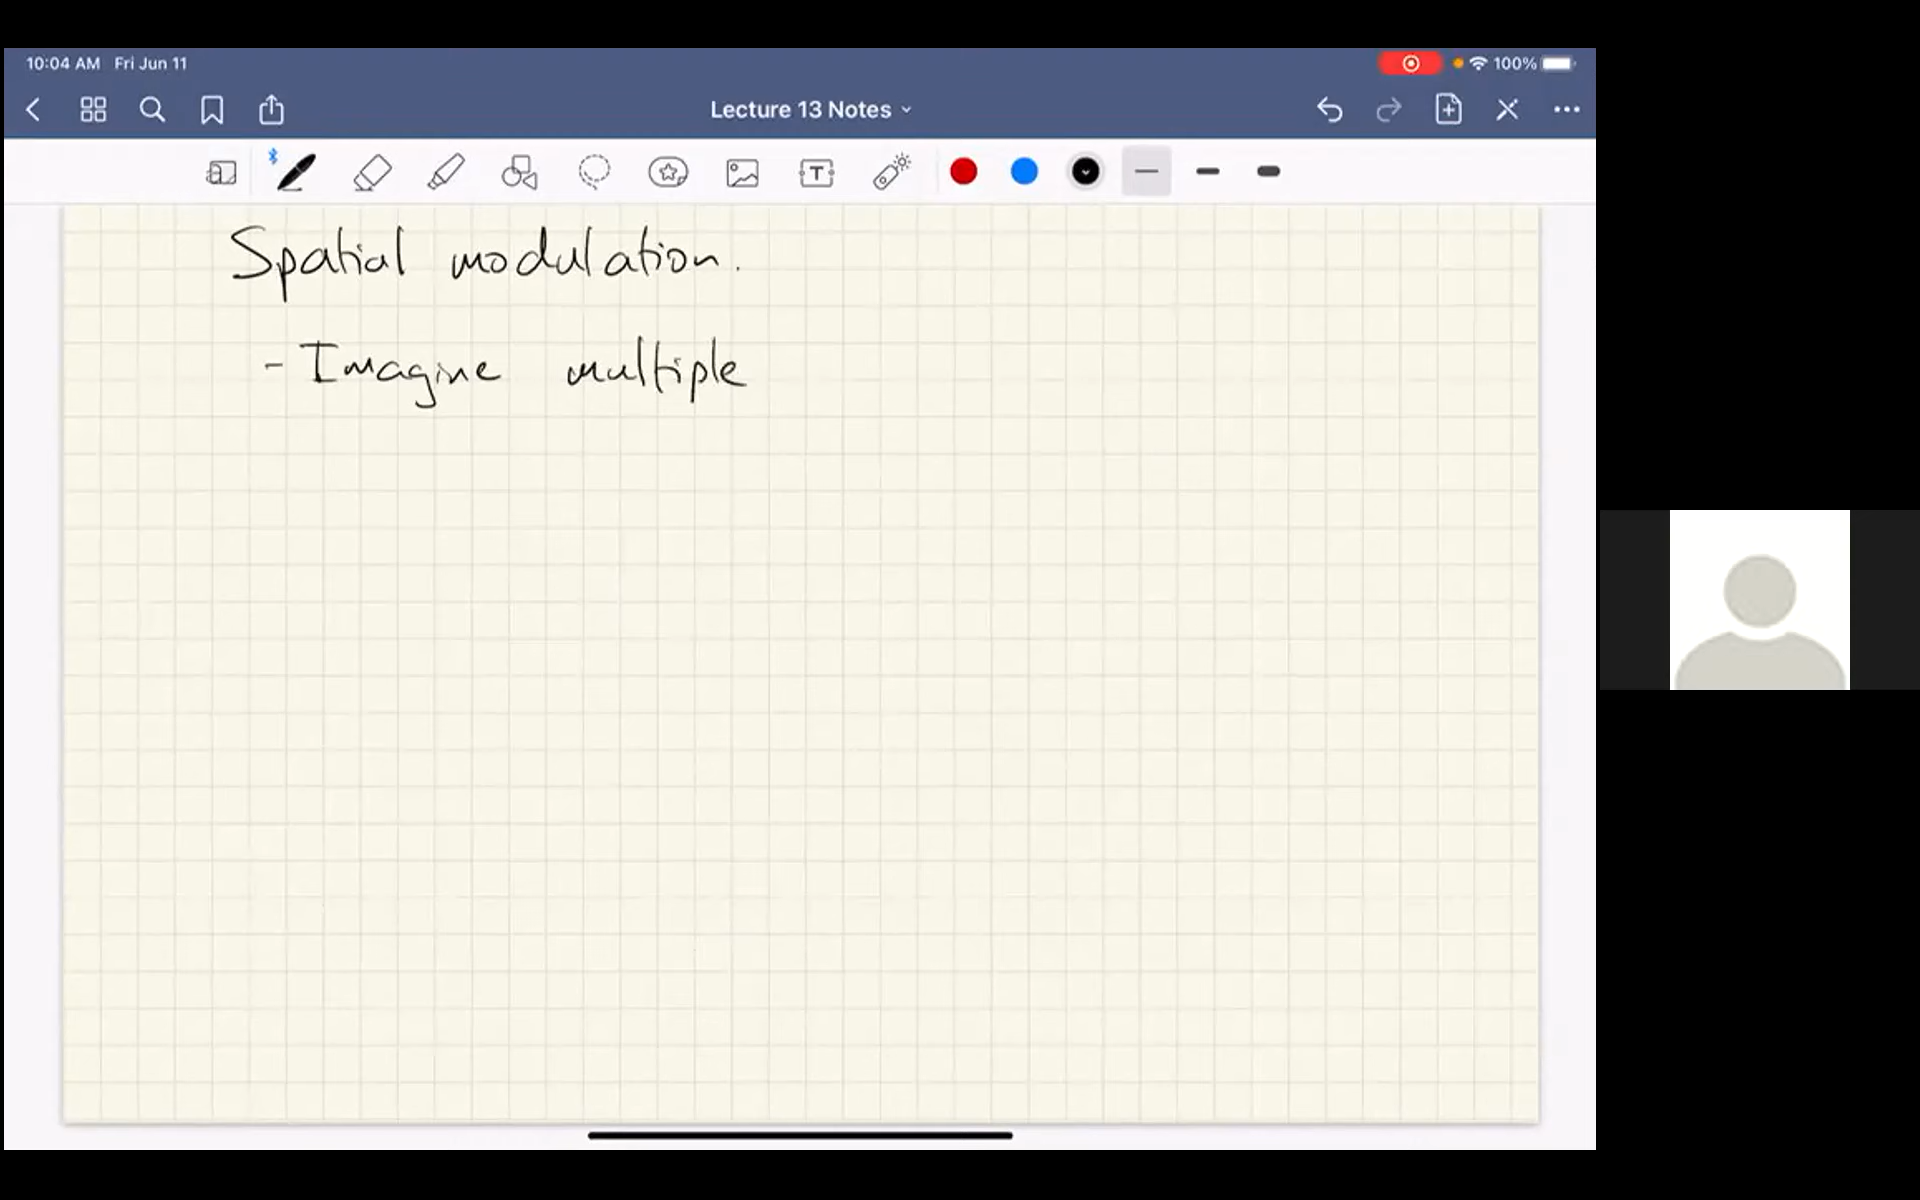 10:04 AM Fri Jun 11
100%
Lecture 13 Notes
a
T
Spatial modulation.
- Imagine multiple